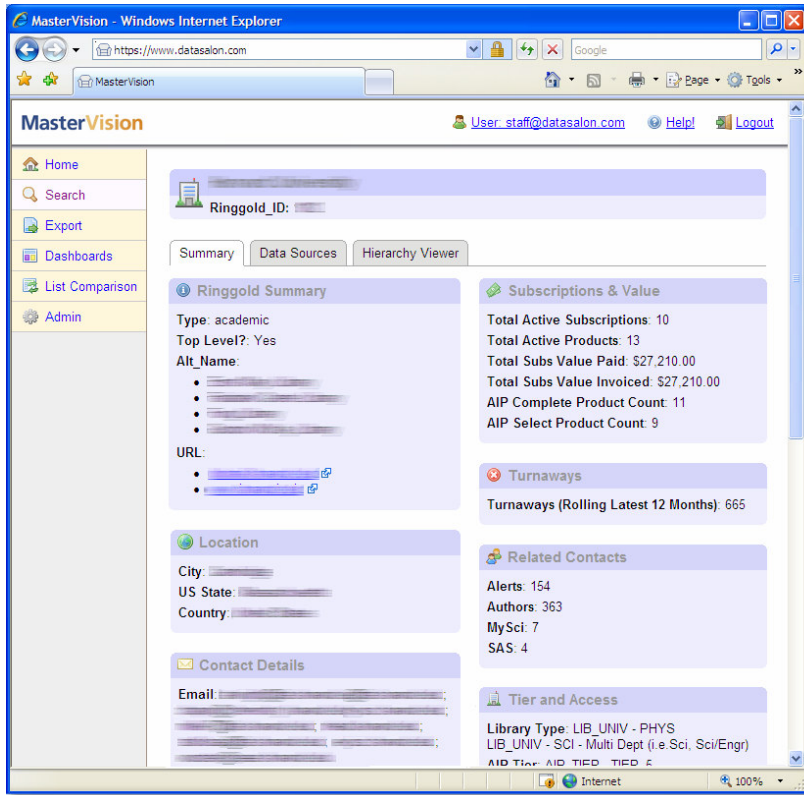 MasterVision - Windows Internet Explorer
https://www.datasalon.com
Google
MasterVision
Page
Tools
»
MasterVision
User: staff@datasalon.com
Help!
Logout
Home
Search
Export
Dashboards
List Comparison
Admin
Ringgold_ID:
Summary
Data Sources
Hierarchy Viewer
Ringgold Summary
Type: academic
Top Level?: Yes
Alt_Name:
URL:
Location
City:
US State:
Country:
Contact Details
Email:
Subscriptions & Value
Total Active Subscriptions: 10
Total Active Products: 13
Total Subs Value Paid: $27,210.00
Total Subs Value Invoiced: $27,210.00
AIP Complete Product Count: 11
AIP Select Product Count: 9
Turnaways
Turnaways (Rolling Latest 12 Months): 665
Related Contacts
Alerts: 154
Authors: 363
MySci: 7
SAS: 4
Tier and Access
Library Type: LIB_UNIV - PHYS
LIB_UNIV - SCI - Multi Dept (i.e.Sci, Sci/Engr)
AIP Tier: AIP_TIER - TIER_5
Internet
100%